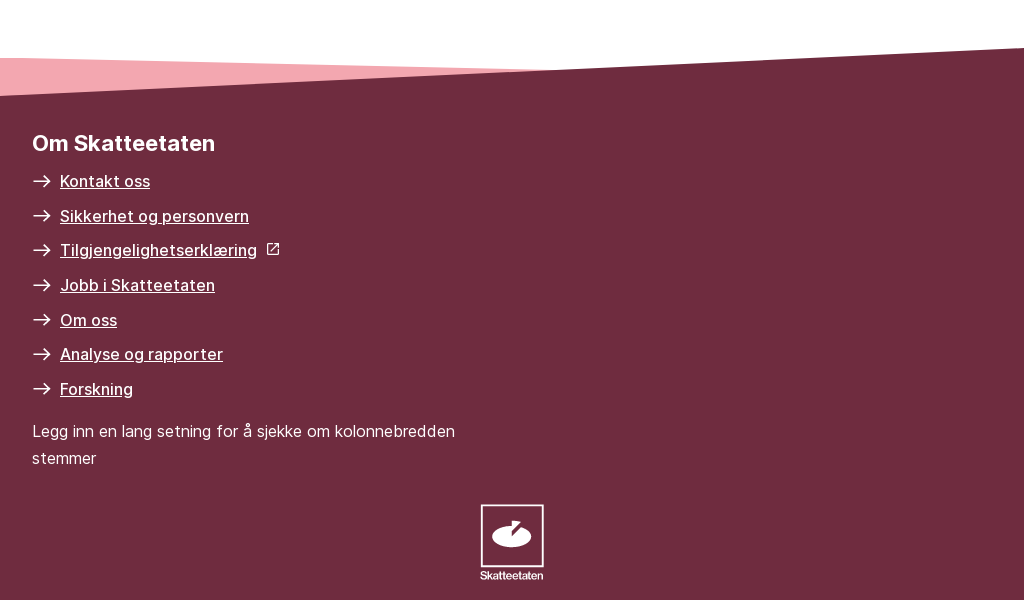 Om Skatteetaten
Kontakt oss
Sikkerhet og personvern
Tilgjengelighetserklæring
Jobb i Skatteetaten
Om oss
Analyse og rapporter
Forskning
Legg inn en lang setning for å sjekke om kolonnebredden
stemmer
Skatteetaten